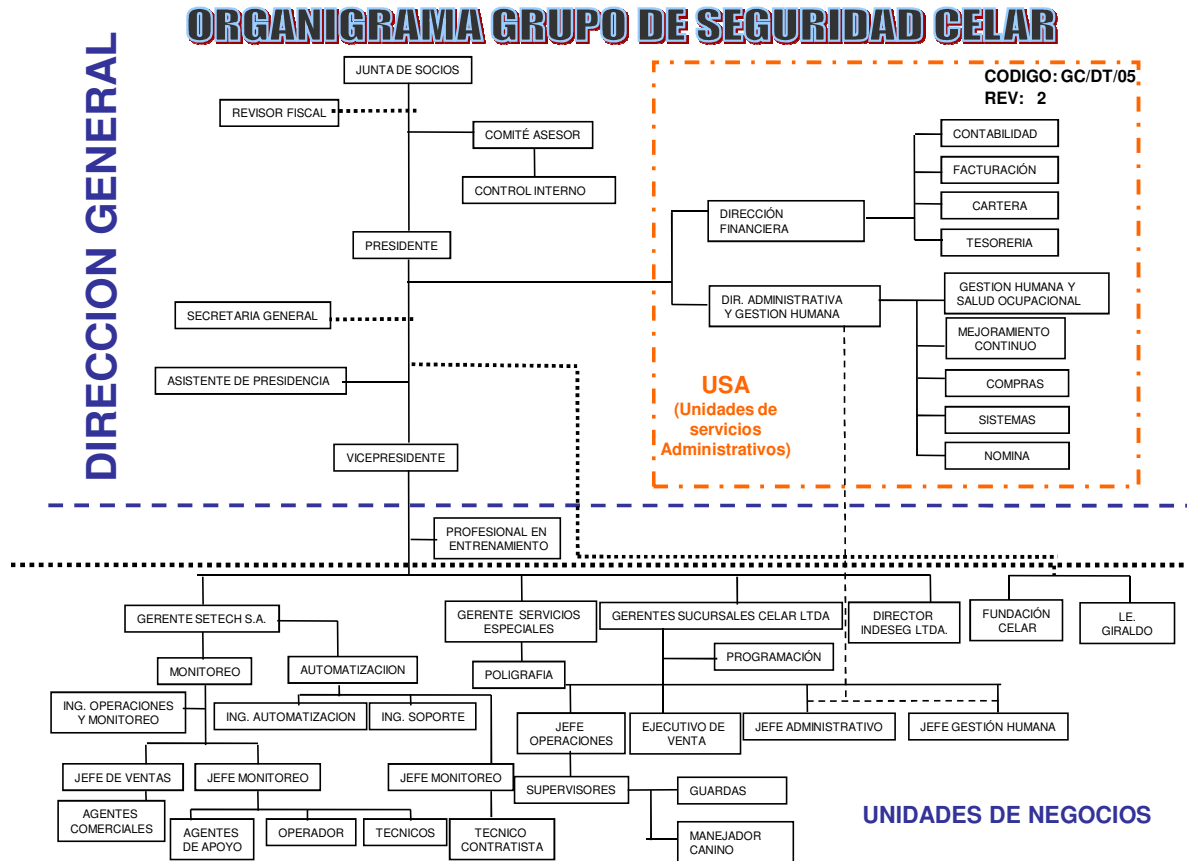 ORGANIGRAMA GRUPO DE SEGURIDAD CELAR
DIRECCION GENERAL
CODIGO: GC/DT/05
REV: 2
JUNTA DE SOCIOS
REVISOR FISCAL
COMITÉ ASESOR
CONTROL INTERNO
PRESIDENTE
SECRETARIA GENERAL
ASISTENTE DE PRESIDENCIA
VICEPRESIDENTE
DIRECCIÓN
FINANCIERA
CONTABILIDAD
FACTURACIÓN
CARTERA
TESORERIA
DIR. ADMINISTRATIVA
Y GESTION HUMANA
GESTION HUMANA Y
SALUD OCUPACIONAL
MEJORAMIENTO
CONTINUO
COMPRAS
SISTEMAS
NOMINA
USA
(Unidades de
servicios
Administrativos)
PROFESIONAL EN
ENTRENAMIENTO
GERENTE SETECH S.A.
GERENTE SERVICIOS
ESPECIALES
GERENTES SUCURSALES CELAR LTDA
DIRECTOR
INDESEG LTDA.
FUNDACIÓN
CELAR
LE.
GIRALDO
MONITOREO
AUTOMATIZACIION
POLIGRAFIA
PROGRAMACIÓN
ING. OPERACIONES
Y MONITOREO
ING. AUTOMATIZACION
ING. SOPORTE
JEFE
OPERACIONES
EJECUTIVO DE
VENTA
JEFE ADMINISTRATIVO
JEFE GESTIÓN HUMANA
JEFE DE VENTAS
JEFE MONITOREO
JEFE MONITOREO
SUPERVISORES
GUARDAS
AGENTES
COMERCIALES
AGENTES
DE APOYO
OPERADOR
TECNICOS
TECNICO
CONTRATISTA
MANEJADOR
CANINO
UNIDADES DE NEGOCIOS